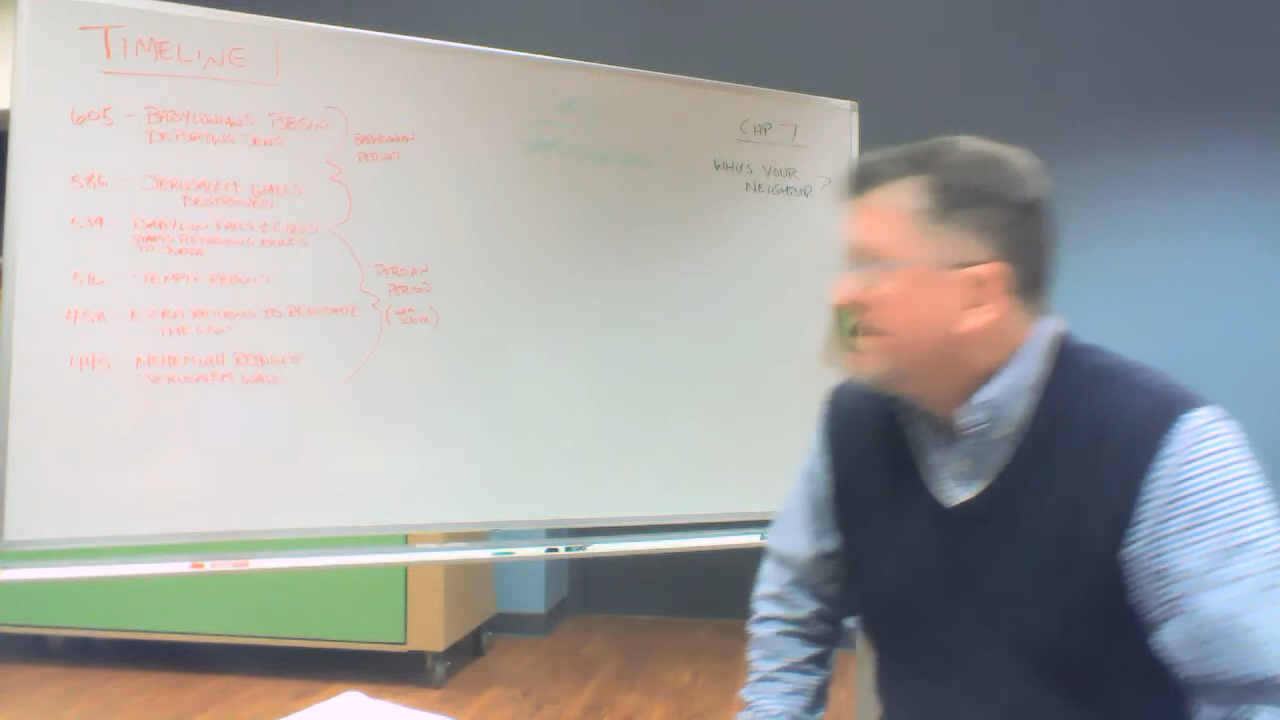 TIMELINE
605 - BABYLONIANS BEGIN
DEPORTING JEWS
BABYLONIAN
PERIOD
586 - JERUSALEM WALLS
DESTROYED
539 BABYLON FALLS & CYRUS
TO JUDEA
516 TEMPLE REBUILT
PERSIAN
PERIOD
458 EZRA RETURNS TO
THE LAW
445 NEHEMIAH REBUILDS
JERUSALEM WALL
CHP 7
WHO'S YOUR
NEIGHBOR?